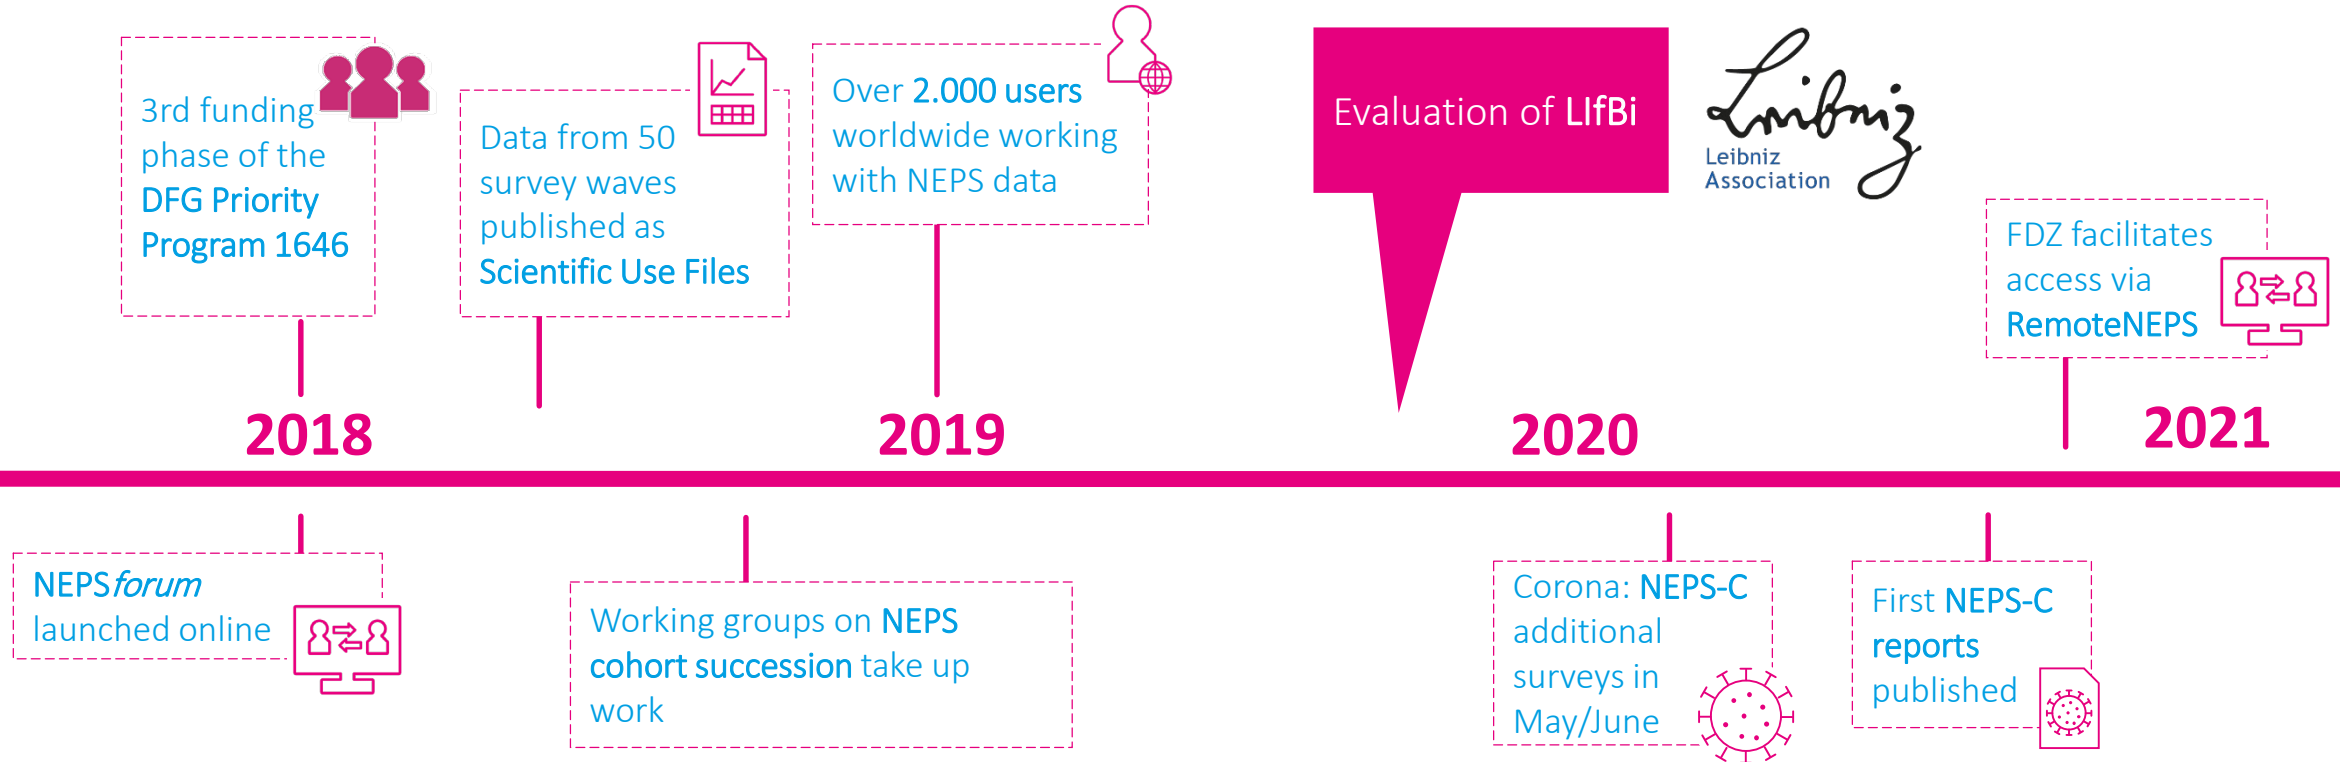 3rd funding
phase of the
DFG Priority
Program 1646
Data from 50
survey waves
published as
Scientific Use Files
Over 2.000 users
worldwide working
with NEPS data
Evaluation of LIfBi
Leibniz
Leibniz
Association
FDZ facilitates
access via
RemoteNEPS
2018
2019
2020
2021
NEPSforum
launched online
Working groups on NEPS
cohort succession take up
work
Corona: NEPS-C
additional
surveys in
May/June
First NEPS-C
reports
published